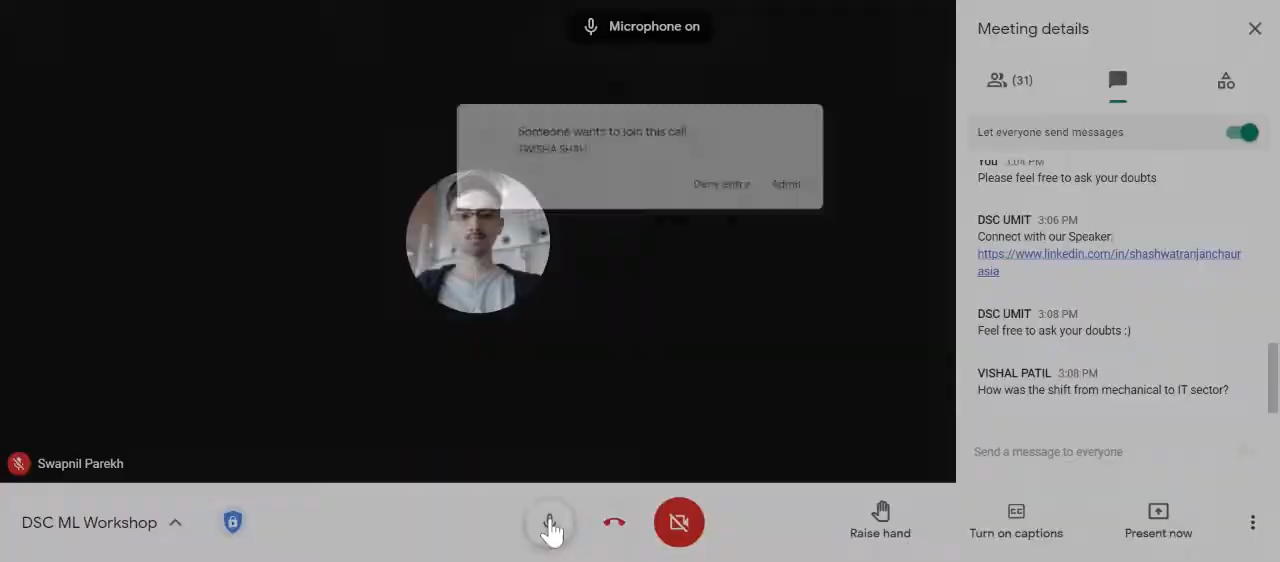 Microphone on
Meeting details
(31)
Let everyone send messages
Someone wants to join this call
You 3:04 PM
Please feel free to ask your doubts
Deny entry Admit
DSC UMIT 3:06 PM
Connect with our Speaker:
https://www.linkedin.com/in/shashwatranjanchaur
asia
DSC UMIT 3:08 PM
Feel free to ask your doubts :)
VISHAL PATIL 3:08 PM
How was the shift from mechanical to IT sector?
Send a message to everyone
Swapnil Parekh
DSC ML Workshop
Raise hand
Turn on captions
Present now